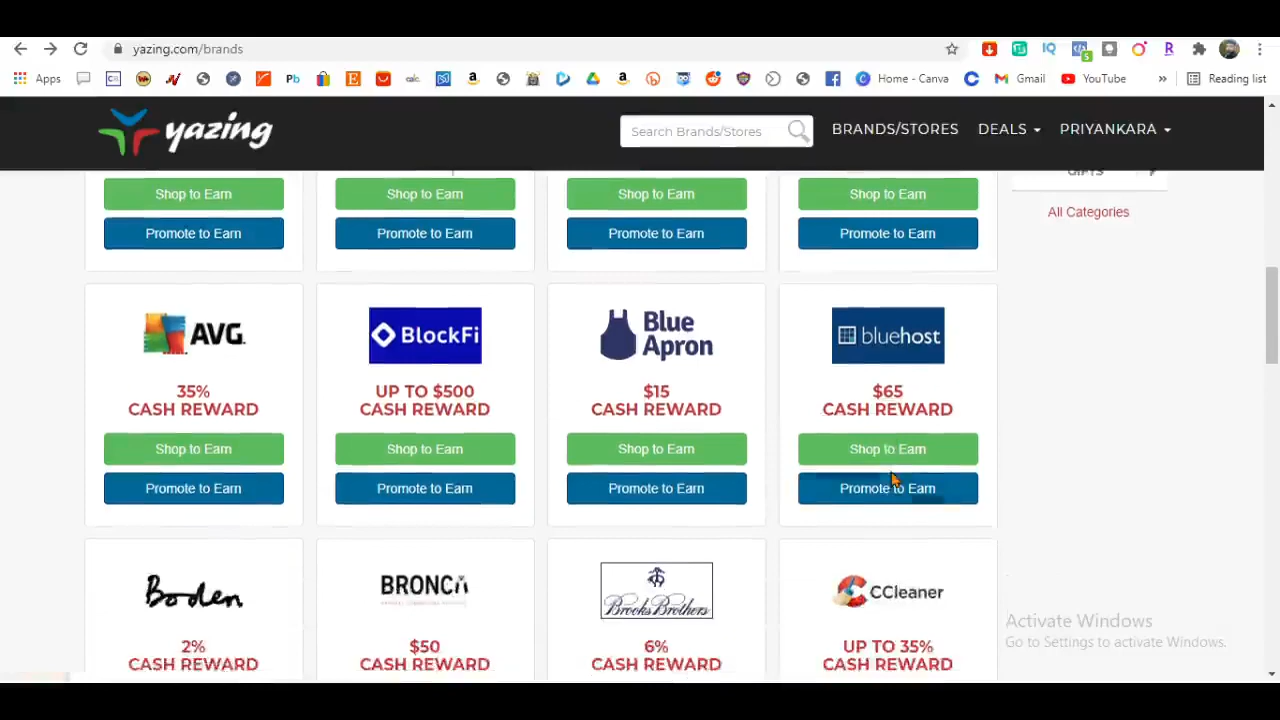 yazing.com/brands
Apps
Home - Canva
Gmail
YouTube
»
Reading list
yazing
Search Brands/Stores
BRANDS/STORES
DEALS
PRIYANKARA
GIFTS
All Categories
Shop to Earn
Shop to Earn
Shop to Earn
Shop to Earn
Promote to Earn
Promote to Earn
Promote to Earn
Promote to Earn
AVG
BlockFi
Blue
Apron
bluehost
35%
CASH REWARD
UP TO $500
CASH REWARD
$15
CASH REWARD
$65
CASH REWARD
Shop to Earn
Shop to Earn
Shop to Earn
Shop to Earn
Promote to Earn
Promote to Earn
Promote to Earn
Promote to Earn
Boden
BRONCA
Brooks Brothers
CCleaner
2%
CASH REWARD
$50
CASH REWARD
6%
CASH REWARD
UP TO 35%
CASH REWARD
Activate Windows
Go to Settings to activate Windows.